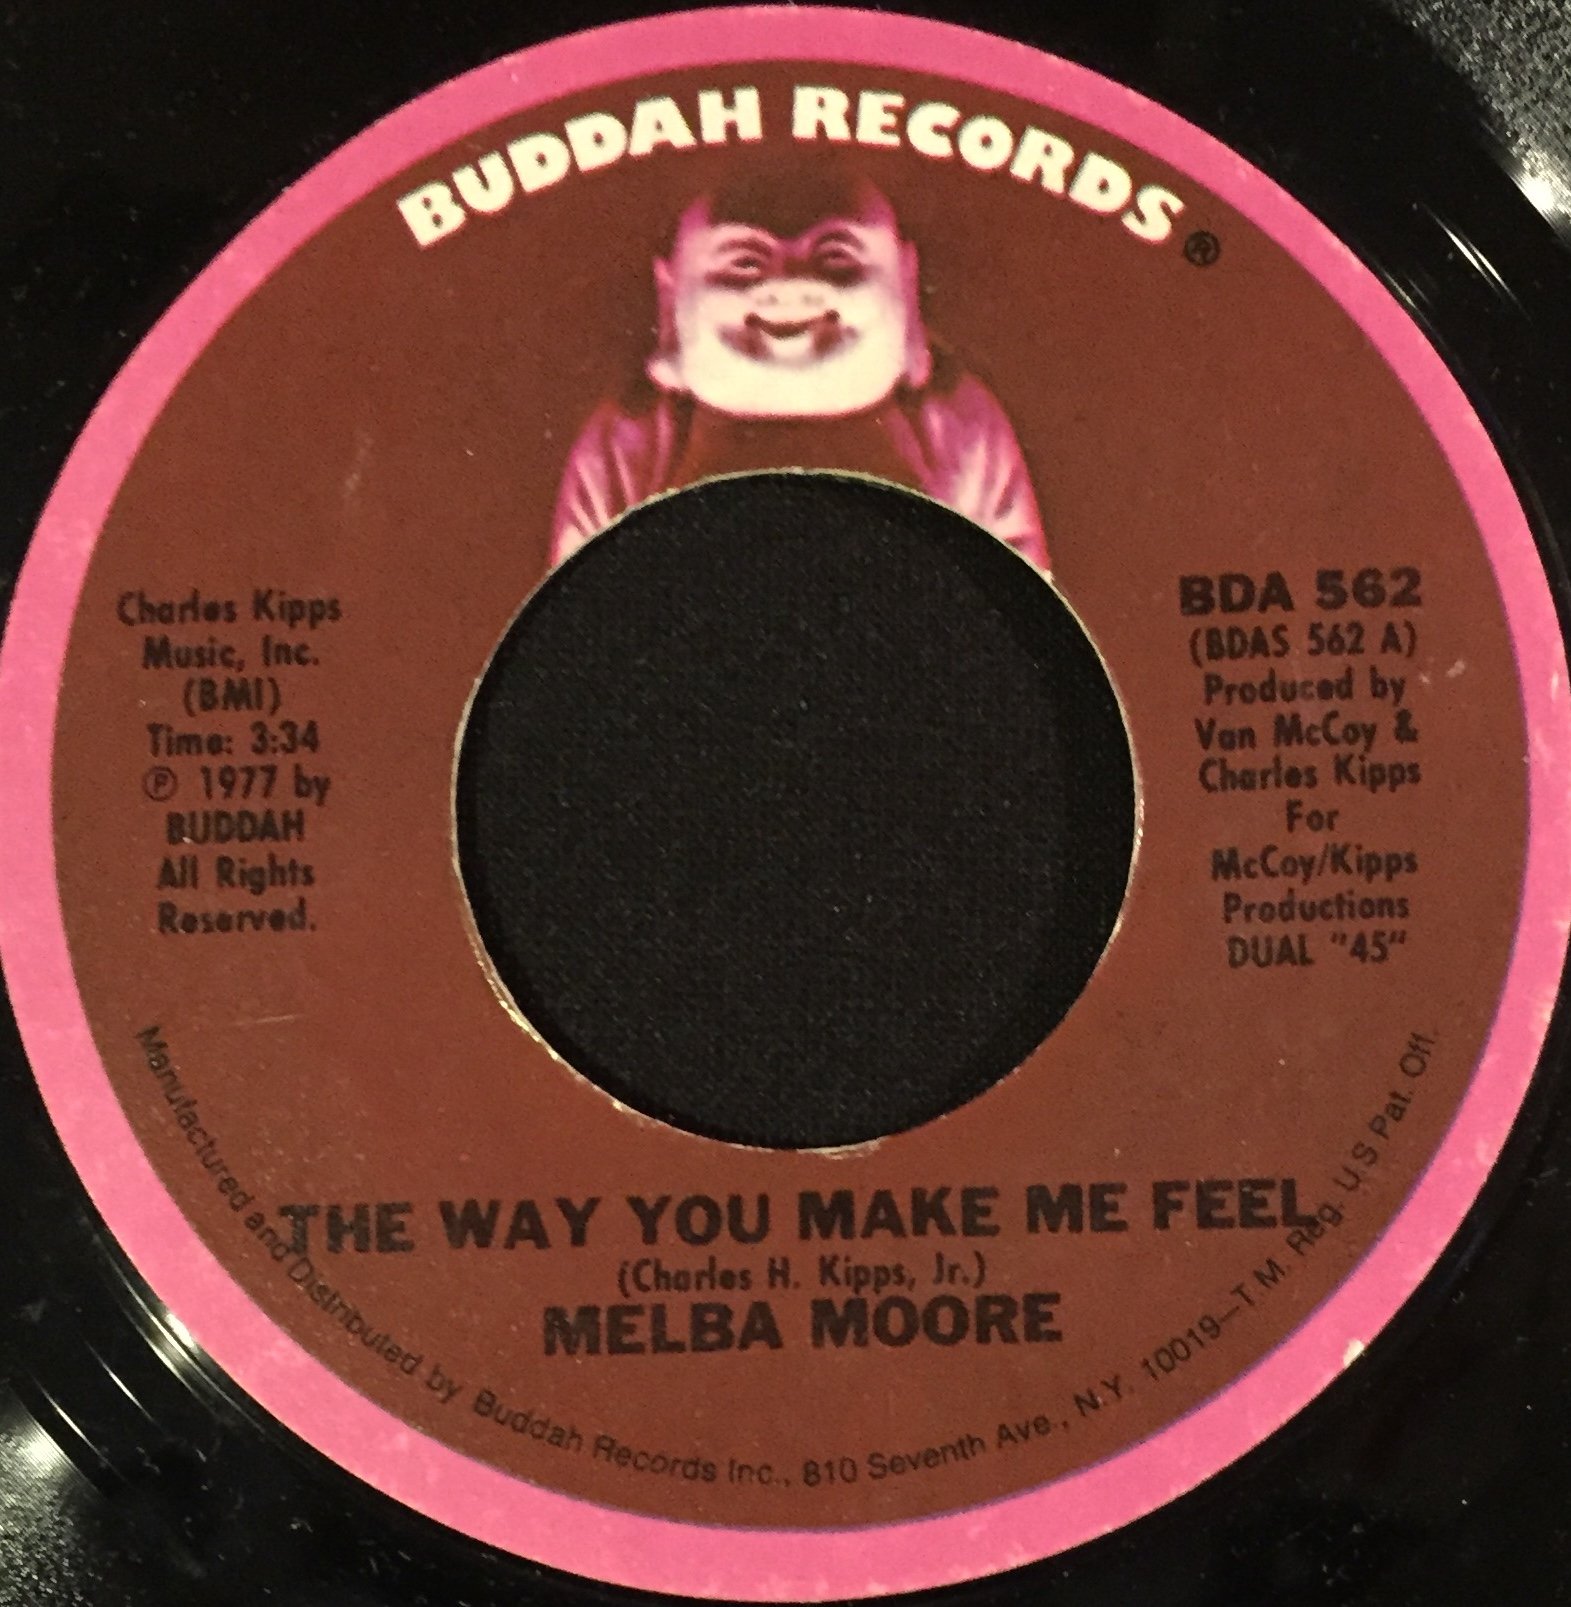 BUDDAH RECORDS®
Charles Kipps
Music, Inc.
(BMI)
Time: 3:34
℗ 1977 by
BUDDAH
All Rights
Reserved.
BDA 562
(BDAS 562 A)
Produced by
Van McCoy &
Charles Kipps
For
McCoy/Kipps
Productions
DUAL "45"
THE WAY YOU MAKE ME FEEL
(Charles H. Kipps, Jr.)
MELBA MOORE
Manufactured and Distributed by Buddah Records Inc., 810 Seventh Ave., N.Y. 10019—T.M. Reg. U.S Pat. Off.